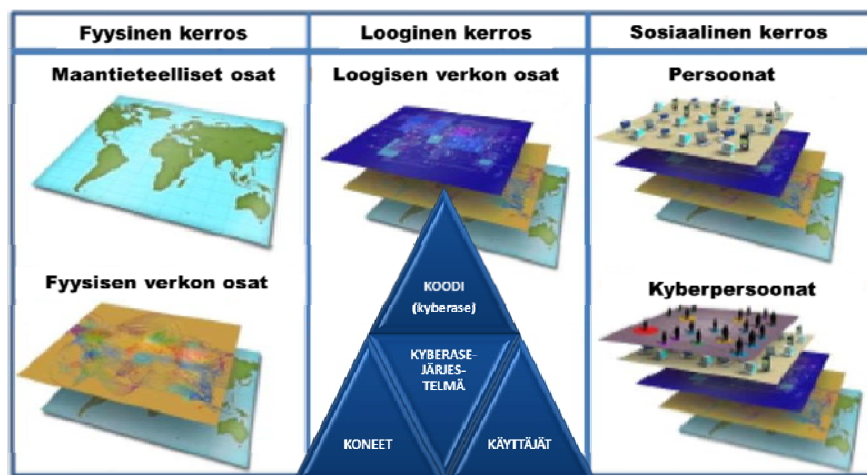 Fyysinen kerros
Looginen kerros
Sosiaalinen kerros
Maantieteelliset osat
Loogisen verkon osat
Persoonat
Fyysisen verkon osat
Kyberpersoonat
KOODI
(kyberase)
KYBERASE-
JÄRJES-
TELMÄ
KONEET
KÄYTTÄJÄT